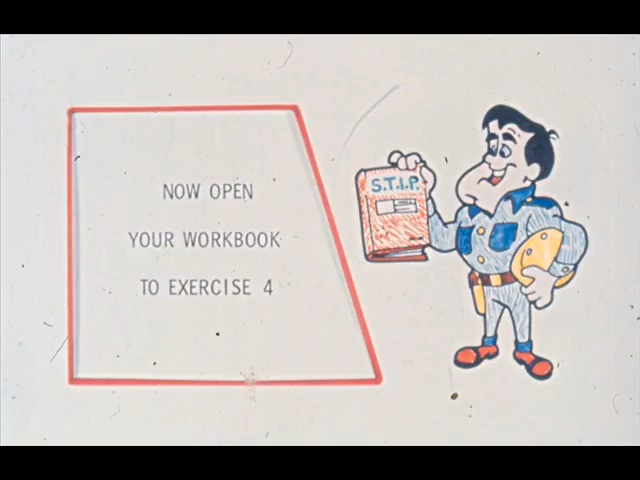 NOW OPEN
YOUR WORKBOOK
TO EXERCISE 4
S.T.I.P.